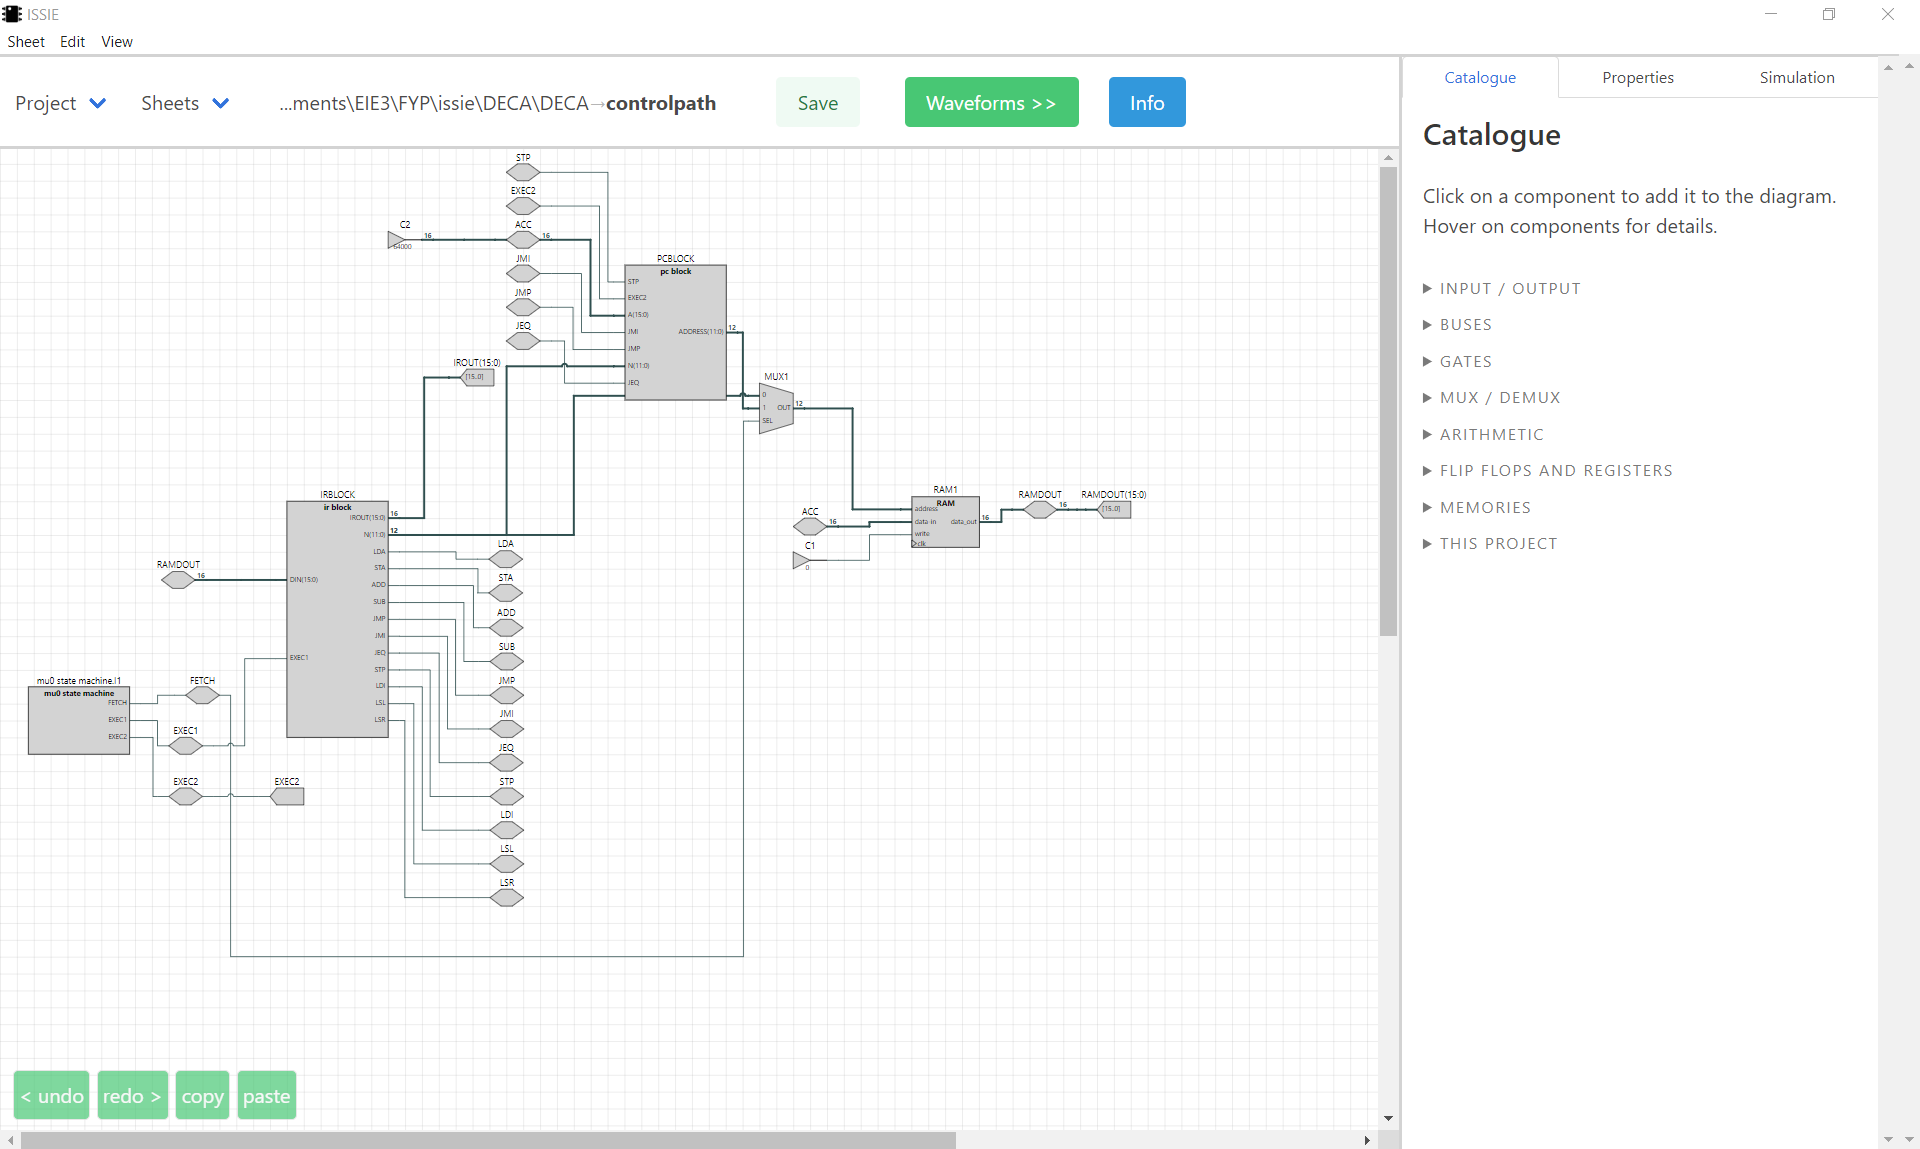 ISSIE
Sheet Edit View
Project Sheets ...ments\EIE3\FYP\issie\DECA\DECA→controlpath Save Waveforms >> Info
Catalogue Properties Simulation
Catalogue
Click on a component to add it to the diagram.
Hover on components for details.
INPUT / OUTPUT
BUSES
GATES
MUX / DEMUX
ARITHMETIC
FLIP FLOPS AND REGISTERS
MEMORIES
THIS PROJECT
STP
EXEC2
C2
64000
16
ACC
16
JMI
JMP
JEQ
PCBLOCK
pc block
STP
EXEC2
A(15:0)
JMI
JMP
N(11:0)
JEQ
ADDRESS(11:0)
12
IROUT(15:0)
[15..0]
MUX1
0
1
SEL
OUT
12
IRBLOCK
ir block
IROUT(15:0)
16
N(11:0)
12
LDA
STA
ADD
SUB
JMP
JMI
JEQ
STP
LDI
LSL
LSR
DIN(15:0)
EXEC1
RAMDOUT
16
RAM1
RAM
address
data in
write
clk
data_out
16
ACC
16
C1
0
RAMDOUT
16
RAMDOUT(15:0)
[15..0]
LDA
STA
ADD
SUB
JMP
JMI
JEQ
STP
LDI
LSL
LSR
mu0 state machine.I1
mu0 state machine
FETCH
EXEC1
EXEC2
FETCH
EXEC1
EXEC2
EXEC2
< undo redo > copy paste